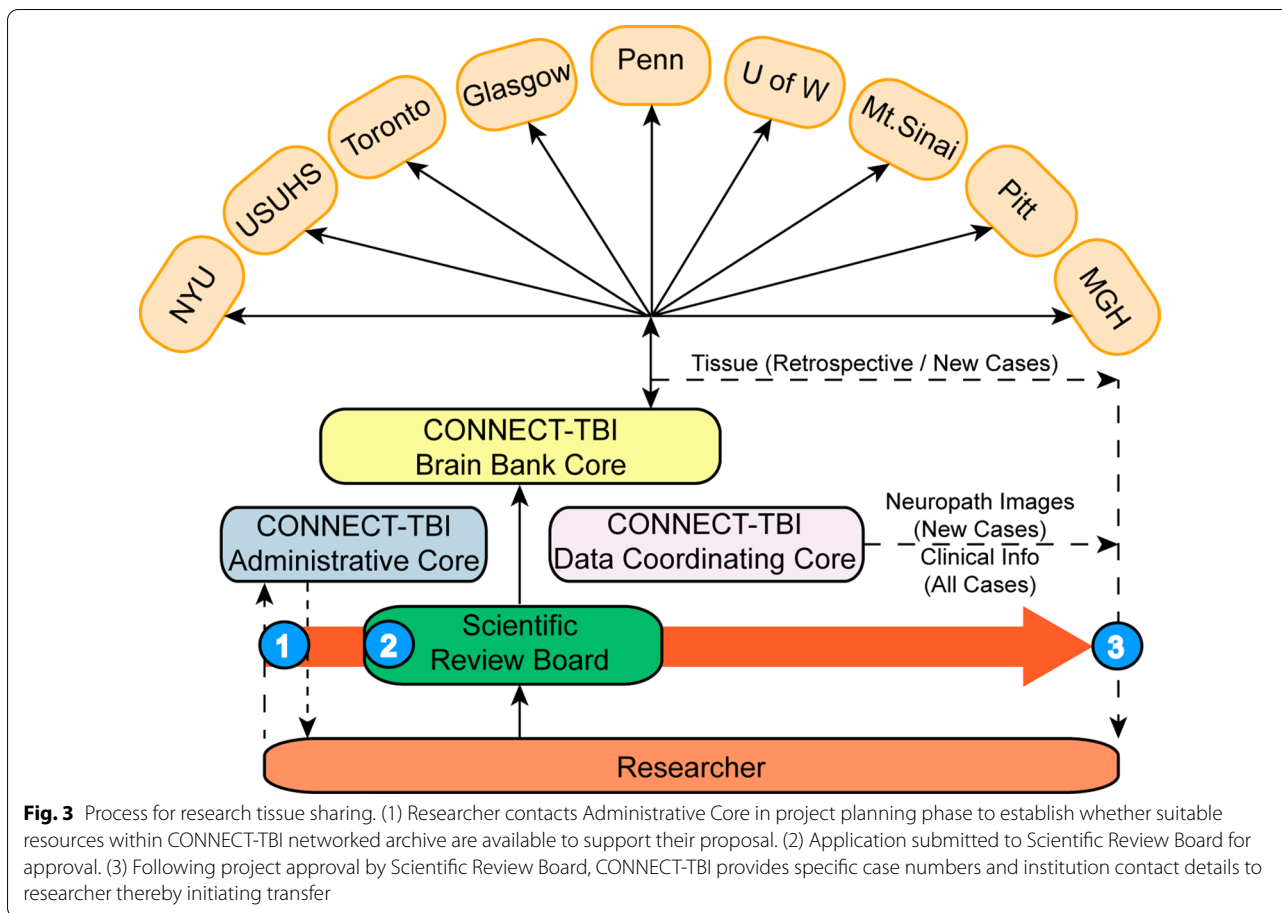 NYU
USUHS
Toronto
Glasgow
Penn
U of W
Mt.Sinai
Pitt
MGH
Tissue (Retrospective / New Cases)
CONNECT-TBI
Brain Bank Core
CONNECT-TBI
Administrative Core
CONNECT-TBI
Data Coordinating Core
Neuropath Images
(New Cases)
Clinical Info
(All Cases)
1
2
Scientific
Review Board
3
Researcher
Fig. 3 Process for research tissue sharing. (1) Researcher contacts Administrative Core in project planning phase to establish whether suitable
resources within CONNECT-TBI networked archive are available to support their proposal. (2) Application submitted to Scientific Review Board for
approval. (3) Following project approval by Scientific Review Board, CONNECT-TBI provides specific case numbers and institution contact details to
researcher thereby initiating transfer